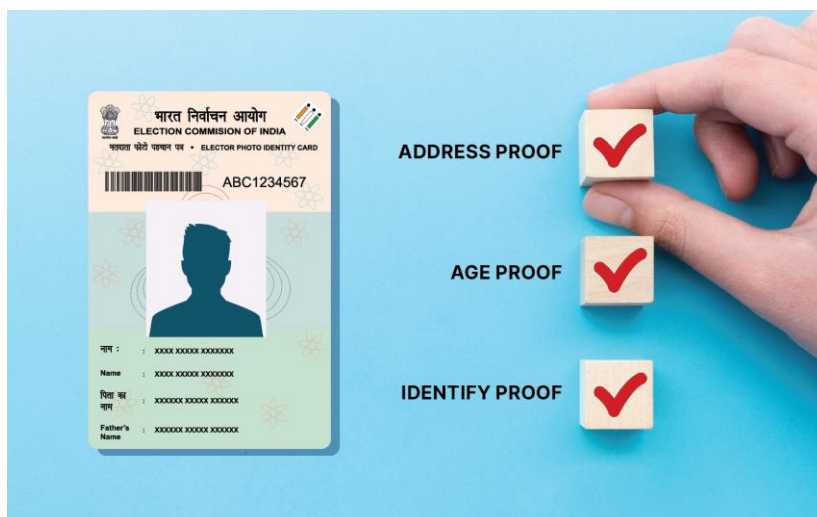 भारत निर्वाचन आयोग
ELECTION COMMISION OF INDIA
मतदाता फोटो पहचान पत्र • ELECTOR PHOTO IDENTITY CARD
ABC1234567
नाम : : XXXX XXXXX XXXXXXX
Name : XXXX XXXXX XXXXXXX
पिता का
नाम : XXXXXX XXXXX XXXXXX
Father's
Name : XXXXXX XXXXX XXXXXX
ADDRESS PROOF
AGE PROOF
IDENTIFY PROOF